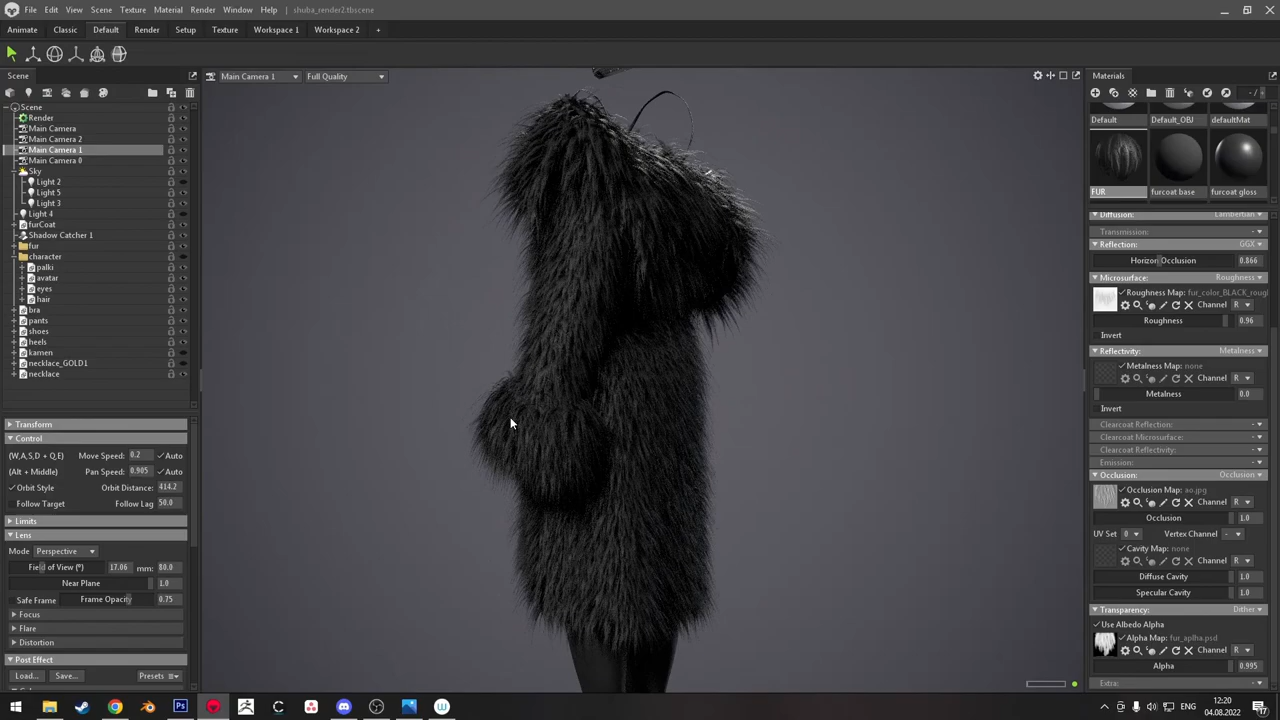 File Edit View Scene Texture Material Render Window Help shuba_render2.tbscene
Animate Classic Default Render Setup Texture Workspace 1 Workspace 2 +
Scene
Main Camera 1 Full Quality
Materials
- /
Scene
Render
Main Camera
Main Camera 2
Main Camera 1
Main Camera 0
Sky
Light 2
Light 5
Light 3
Light 4
furCoat
Shadow Catcher 1
fur
character
palki
avatar
eyes
hair
bra
pants
shoes
heels
kamen
necklace_GOLD1
necklace
Transform
Control
(W,A,S,D + Q,E) Move Speed: 0.2 Auto
(Alt + Middle) Pan Speed: 0.905 Auto
Orbit Style Orbit Distance: 414.2
Follow Target Follow Lag 50.0
Limits
Lens
Mode Perspective
Field of View (°) 17.06 mm: 80.0
Near Plane 1.0
Safe Frame Frame Opacity 0.75
Focus
Flare
Distortion
Post Effect
Load... Save... Presets
Default Default_OBJ defaultMat
FUR furcoat base furcoat gloss
Diffusion: Lambertian
Transmission: -
Reflection: GGX
Horizon Occlusion 0.866
Microsurface: Roughness
Roughness Map: fur_color_BLACK_roug
Channel R
Roughness 0.96
Invert
Reflectivity: Metalness
Metalness Map: none
Channel R
Metalness 0.0
Invert
Clearcoat Reflection: -
Clearcoat Microsurface: -
Clearcoat Reflectivity: -
Emission: -
Occlusion: Occlusion
Occlusion Map: ao.jpg
Channel R
Occlusion 1.0
UV Set 0 Vertex Channel -
Cavity Map: none
Channel R
Diffuse Cavity 1.0
Specular Cavity 1.0
Transparency: Dither
Use Albedo Alpha
Alpha Map: fur_aplha.psd
Channel R
Alpha 0.995
Extra: -
ENG
12:20
04.08.2022
17